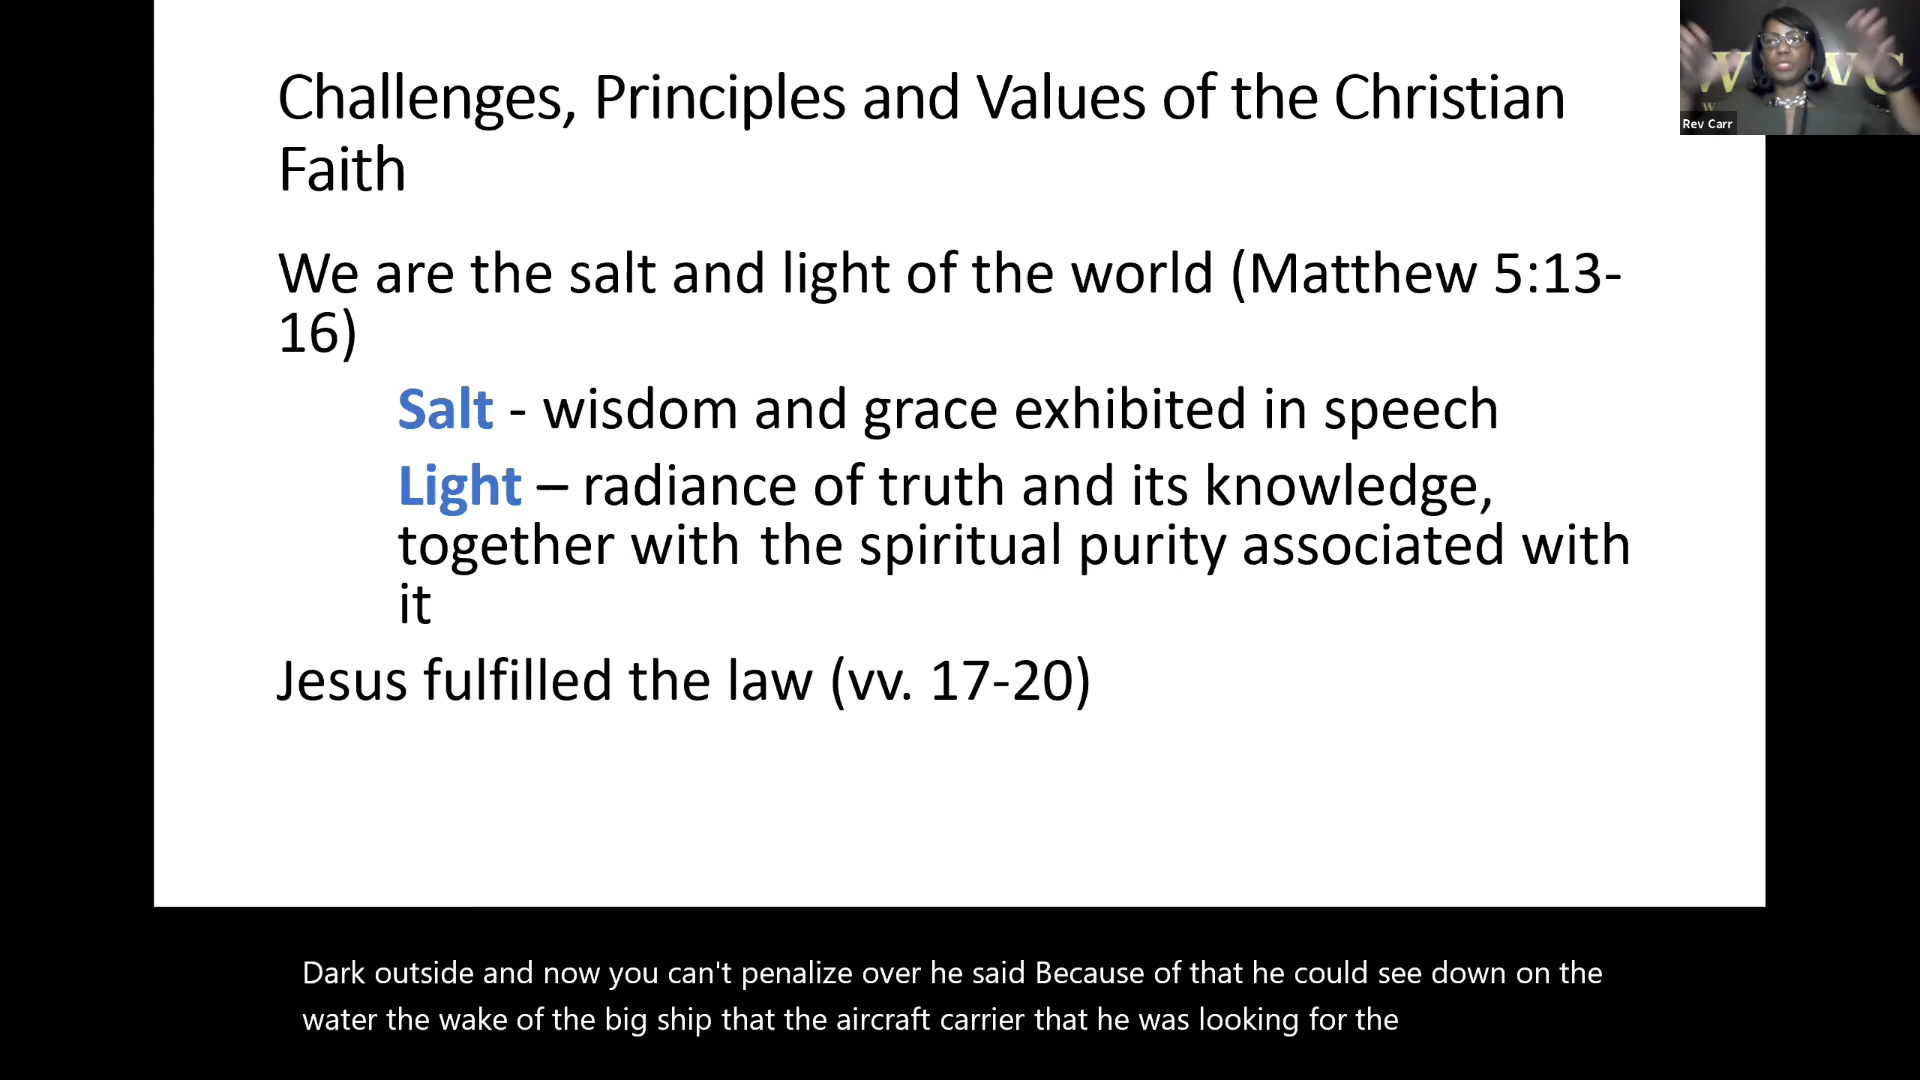 Challenges, Principles and Values of the Christian
Faith
We are the salt and light of the world (Matthew 5:13-
16)
Salt - wisdom and grace exhibited in speech
Light – radiance of truth and its knowledge,
together with the spiritual purity associated with
it
Jesus fulfilled the law (vv. 17-20)
Rev Carr
Dark outside and now you can't penalize over he said Because of that he could see down on the
water the wake of the big ship that the aircraft carrier that he was looking for the